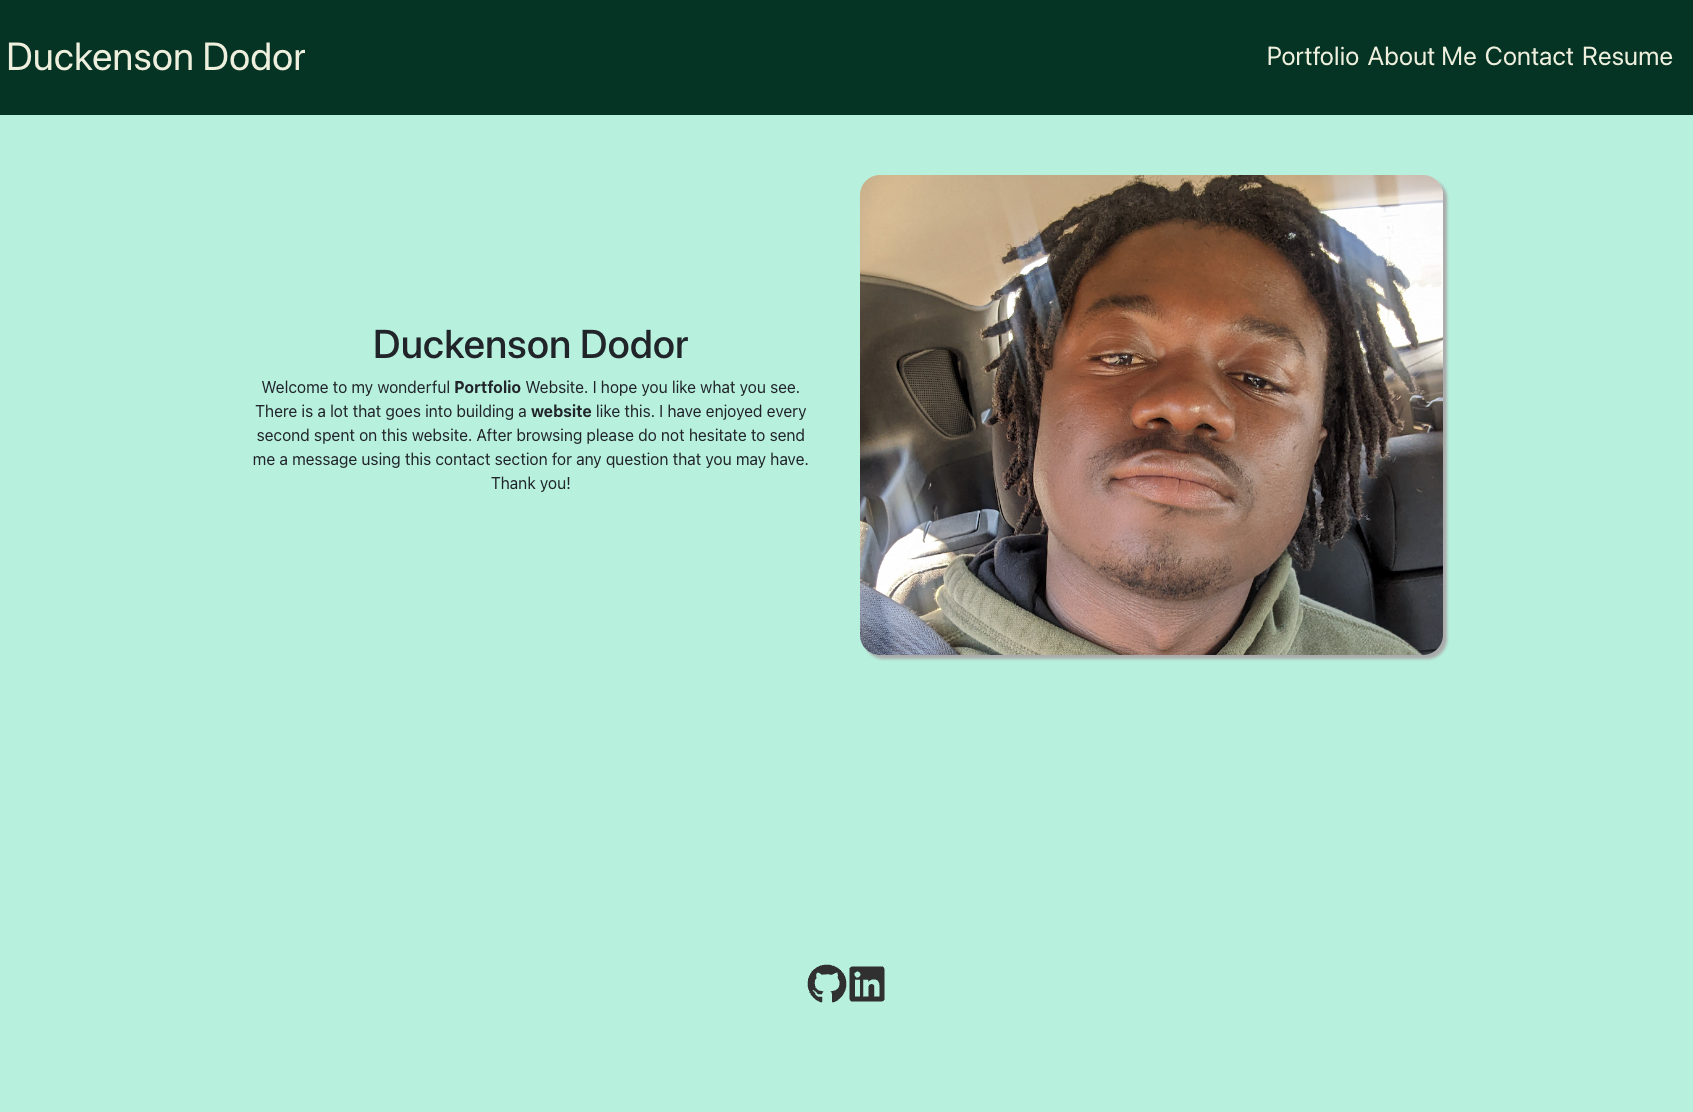 Duckenson Dodor
Portfolio About Me Contact Resume
Duckenson Dodor
Welcome to my wonderful Portfolio Website. I hope you like what you see.
There is a lot that goes into building a website like this. I have enjoyed every
second spent on this website. After browsing please do not hesitate to send
me a message using this contact section for any question that you may have.
Thank you!
in